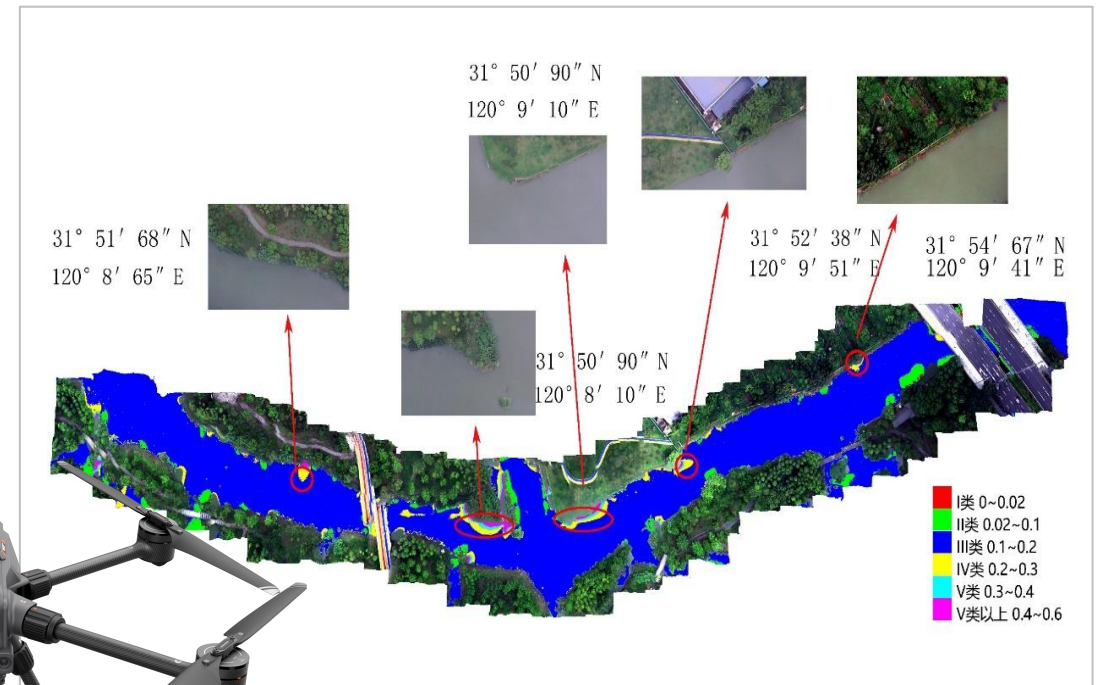 31° 50′ 90″ N
120° 9′ 10″ E
31° 51′ 68″ N
120° 8′ 65″ E
31° 52′ 38″ N
120° 9′ 51″ E
31° 54′ 67″ N
120° 9′ 41″ E
31° 50′ 90″ N
120° 8′ 10″ E
I类 0~0.02
II类 0.02~0.1
III类 0.1~0.2
IV类 0.2~0.3
V类 0.3~0.4
V类以上 0.4~0.6